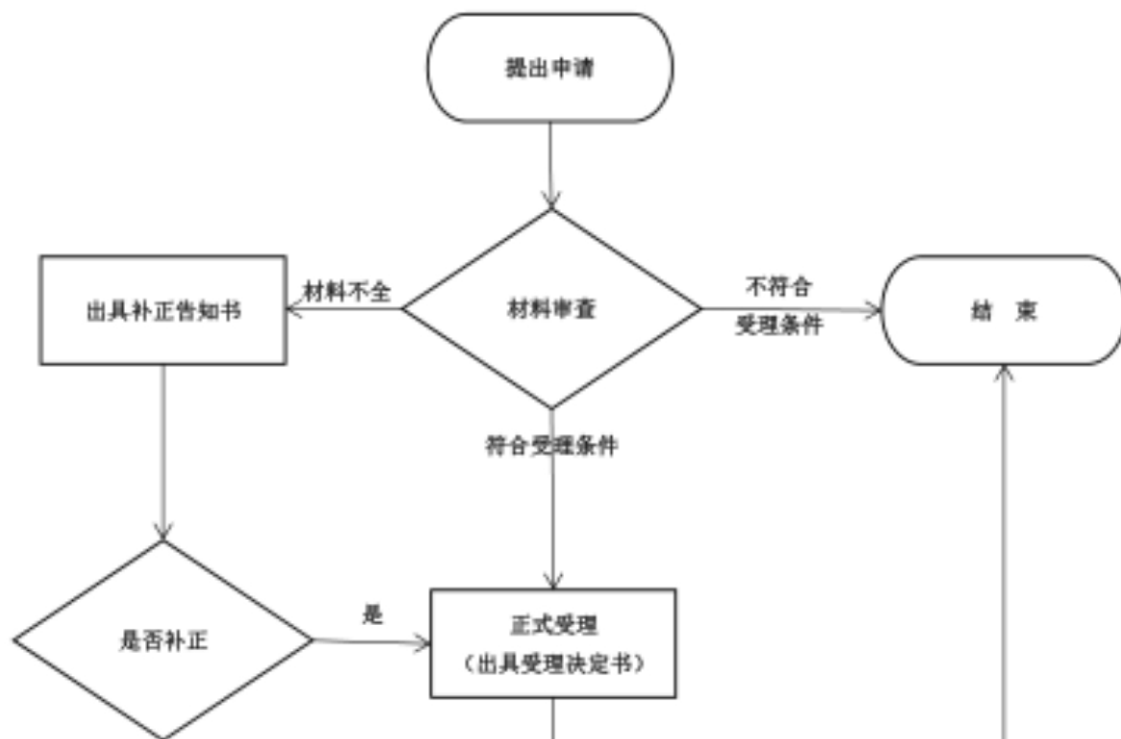 提出申请
出具补正告知书
材料不全
材料审查
不符合
受理条件
结 束
符合受理条件
是否补正
是
正式受理
（出具受理决定书）